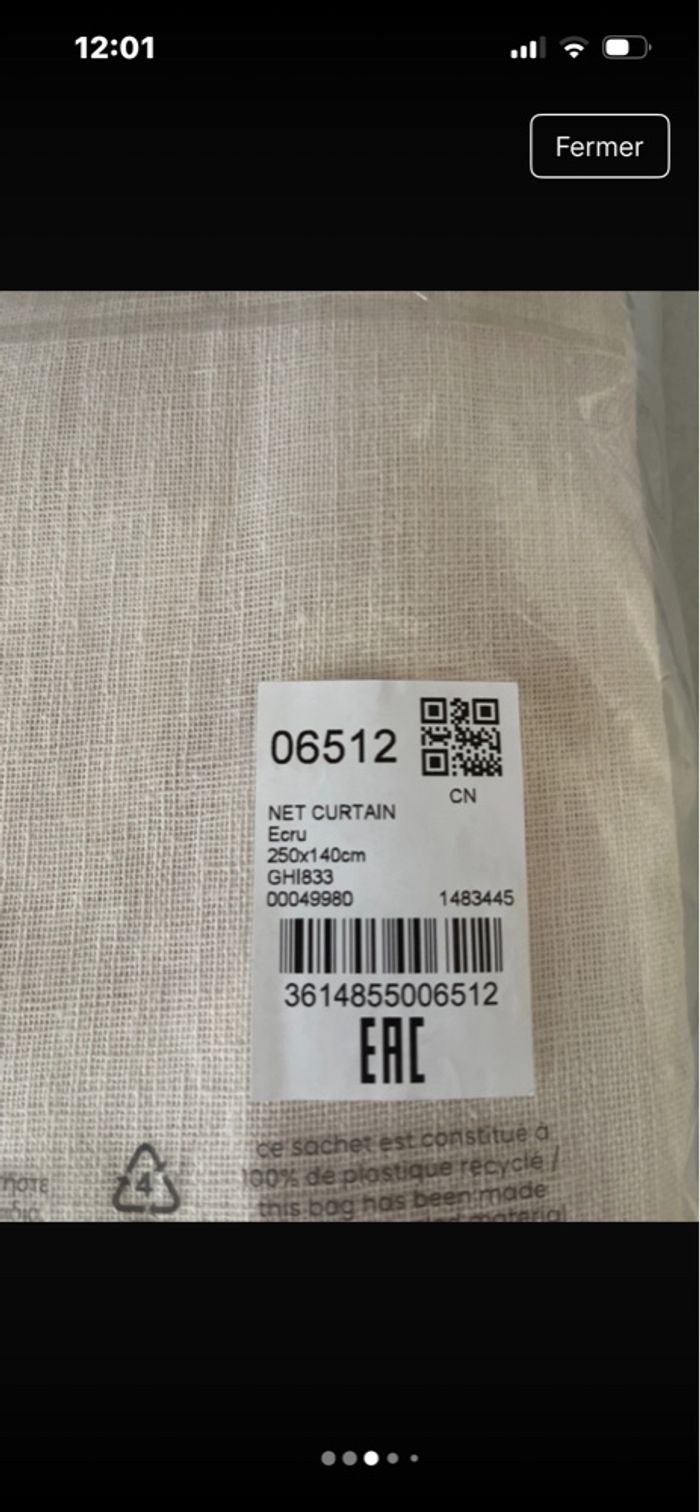 12:01
Fermer
06512
CN
NET CURTAIN
Ecru
250x140cm
GHI833
00049980 1483445
3614855006512
EAC
ce sachet est constitué à
4
100% de plastique recyclé /
this bag has been made
material